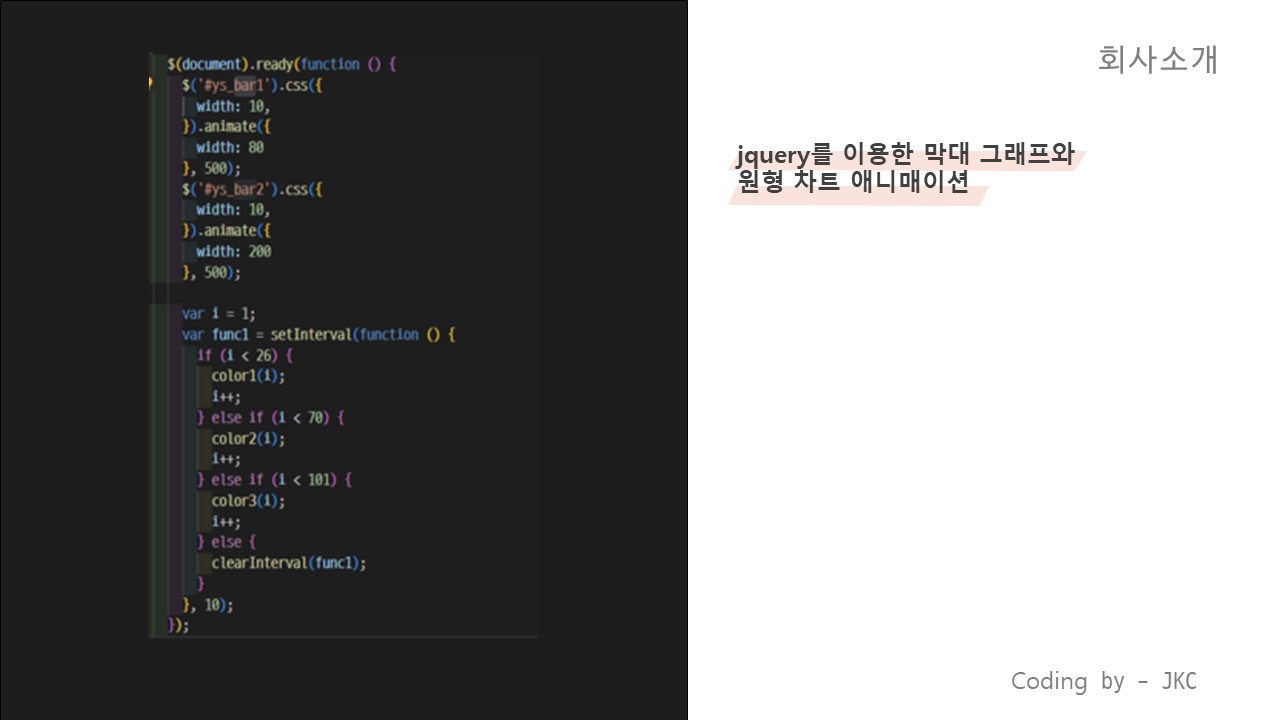 $(document).ready(function () {
$('#ys_bar1').css({
width: 10,
}).animate({
width: 80
}, 500);
$('#ys_bar2').css({
width: 10,
}).animate({
width: 200
}, 500);
var i = 1;
var func1 = setInterval(function () {
if (i < 26) {
color1(i);
i++;
} else if (i < 70) {
color2(i);
i++;
} else if (i < 101) {
color3(i);
i++;
} else {
clearInterval(func1);
}
}, 10);
});
회사소개
jquery를 이용한 막대 그래프와
원형 차트 애니매이션
Coding by - JKC